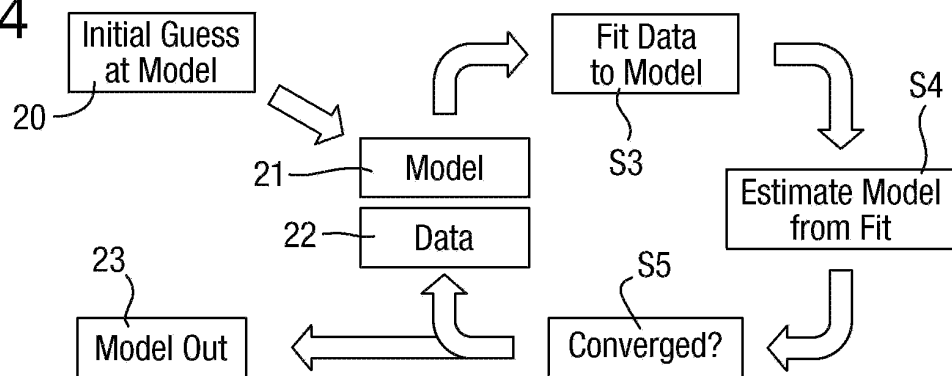 4
Initial Guess
at Model
20
Fit Data
to Model
S3
S4
21
Model
22
Data
Estimate Model
from Fit
23
Model Out
S5
Converged?